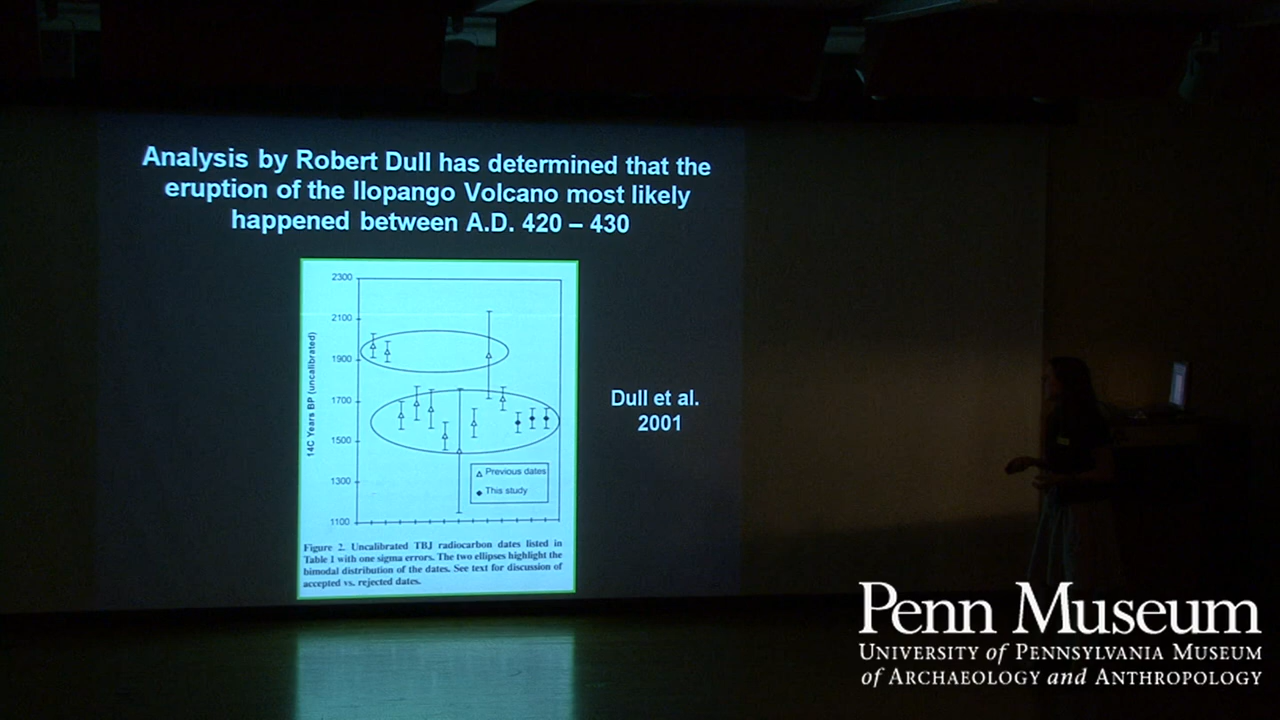 Analysis by Robert Dull has determined that the
eruption of the Ilopango Volcano most likely
happened between A.D. 420 – 430
2300
2100
1900
1700
1500
1300
1100
14C Years BP (uncalibrated)
Previous dates
This study
Figure 2. Uncalibrated TBJ radiocarbon dates listed in
Table 1 with one sigma errors. The two ellipses highlight the
bimodal distribution of the dates. See text for discussion of
accepted vs. rejected dates.
Dull et al.
2001
Penn Museum
University of Pennsylvania Museum
of Archaeology and Anthropology